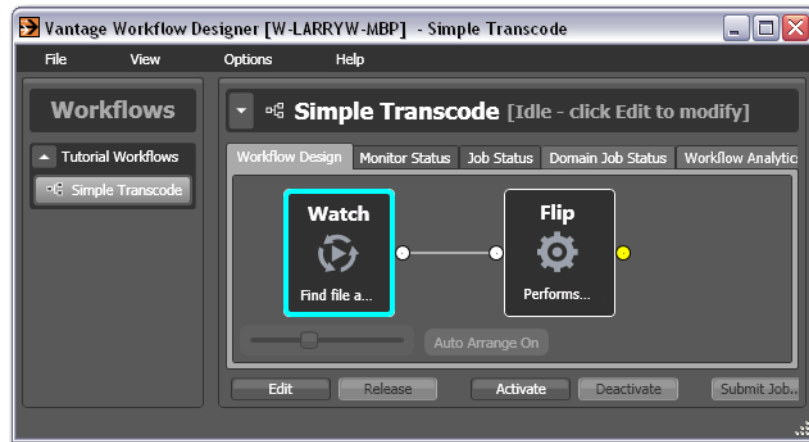 Vantage Workflow Designer [W-LARRYW-MBP] - Simple Transcode
File View Options Help
Workflows
Tutorial Workflows
Simple Transcode
Simple Transcode [Idle - click Edit to modify]
Workflow Design Monitor Status Job Status Domain Job Status Workflow Analytic
Watch
Find file a...
Flip
Performs...
Auto Arrange On
Edit Release Activate Deactivate Submit Job..